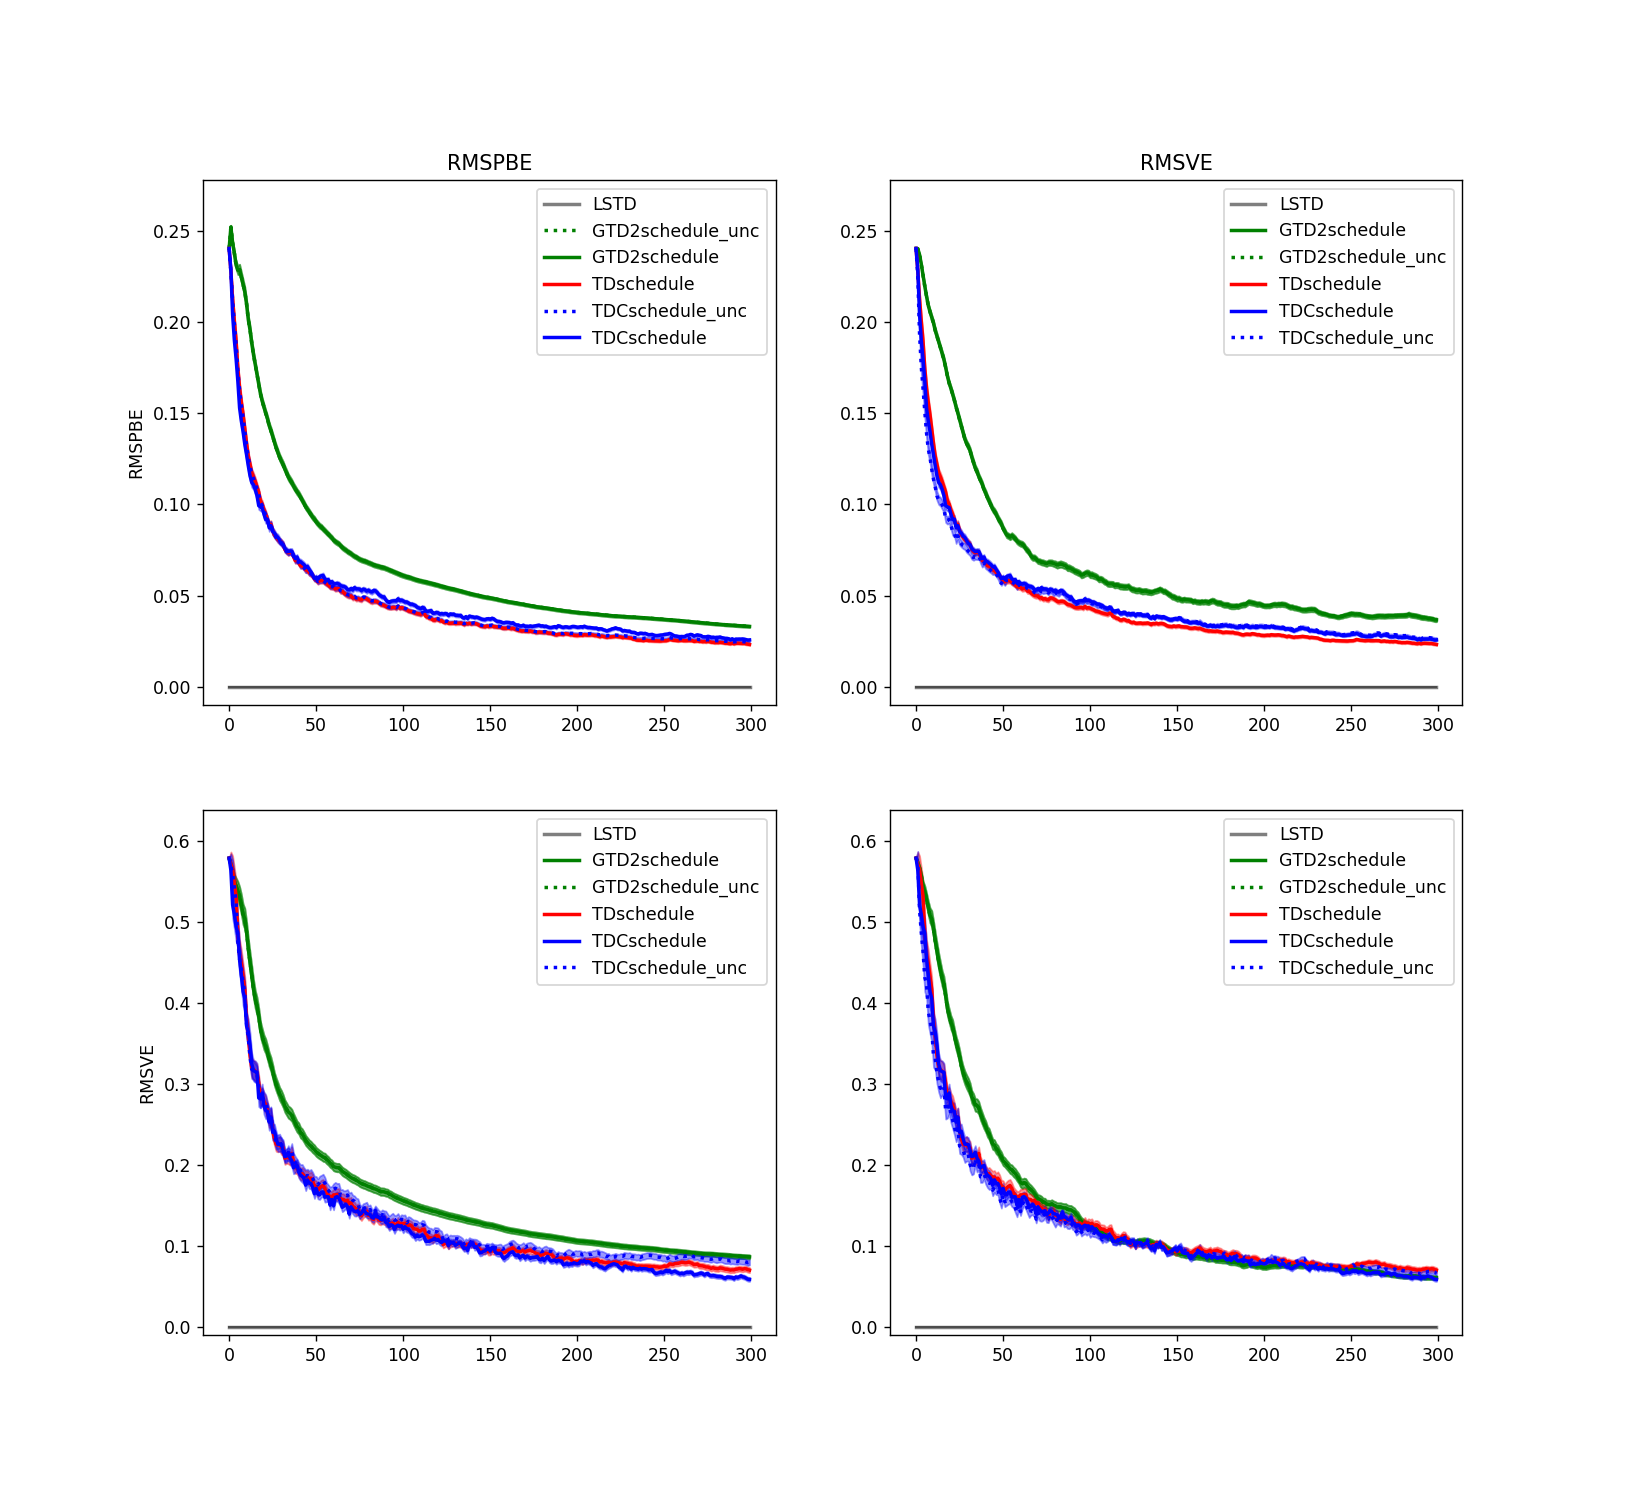 RMSPBE
RMSPBE
0.25
0.20
0.15
0.10
0.05
0.00
0 50 100 150 200 250 300
LSTD
GTD2schedule_unc
GTD2schedule
TDschedule
TDCschedule_unc
TDCschedule
RMSVE
0.25
0.20
0.15
0.10
0.05
0.00
0 50 100 150 200 250 300
LSTD
GTD2schedule
GTD2schedule_unc
TDschedule
TDCschedule
TDCschedule_unc
RMSVE
0.6
0.5
0.4
0.3
0.2
0.1
0.0
0 50 100 150 200 250 300
LSTD
GTD2schedule
GTD2schedule_unc
TDschedule
TDCschedule
TDCschedule_unc
0.6
0.5
0.4
0.3
0.2
0.1
0.0
0 50 100 150 200 250 300
LSTD
GTD2schedule
GTD2schedule_unc
TDschedule
TDCschedule
TDCschedule_unc